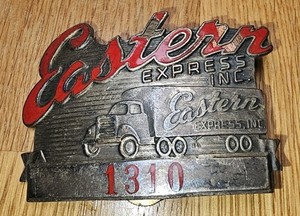 Eastern
EXPRESS
INC.
Eastern
EXPRESS, INC.
1310